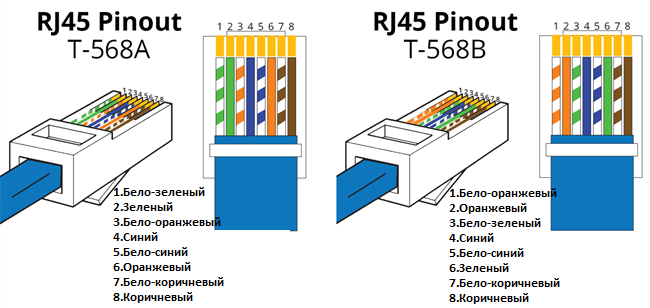 RJ45 Pinout
T-568A
1 2 3 4 5 6 7 8
12345678
1.Бело-зеленый
2.Зеленый
3.Бело-оранжевый
4.Синий
5.Бело-синий
6.Оранжевый
7.Бело-коричневый
8.Коричневый
RJ45 Pinout
T-568B
1 2 3 4 5 6 7 8
12345678
1.Бело-оранжевый
2.Оранжевый
3.Бело-зеленый
4.Синий
5.Бело-синий
6.Зеленый
7.Бело-коричневый
8.Коричневый